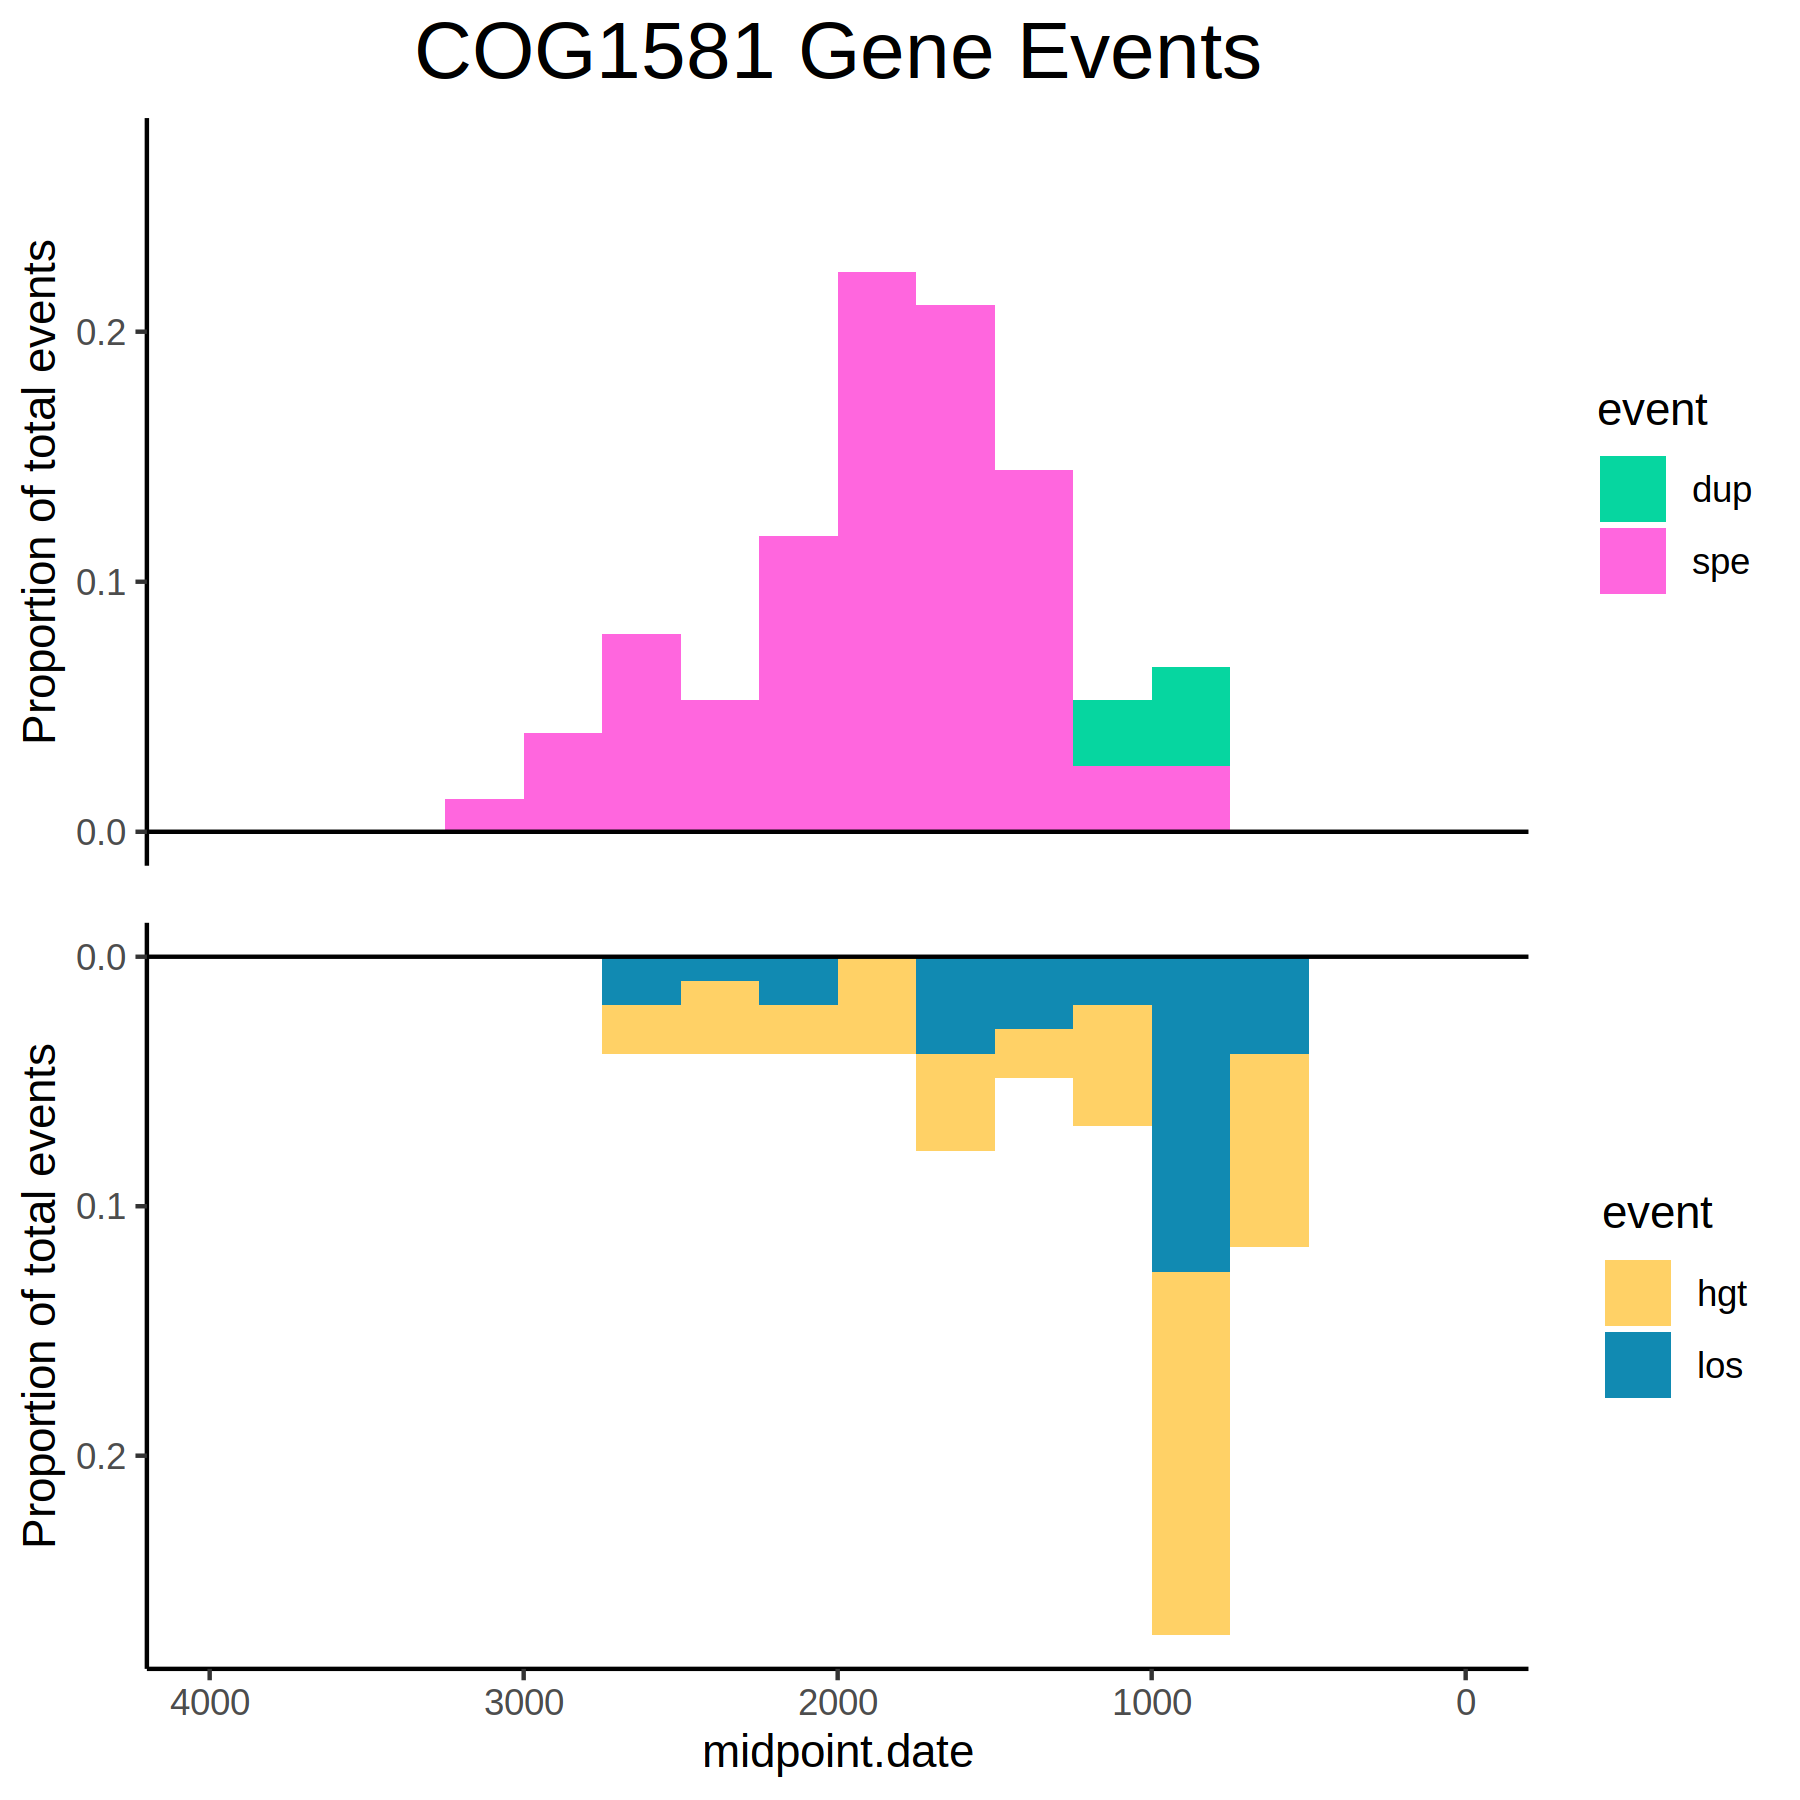 COG1581 Gene Events
Proportion of total events
0.2
0.1
0.0
event
dup
spe
Proportion of total events
0.0
0.1
0.2
event
hgt
los
4000 3000 2000 1000 0
midpoint.date